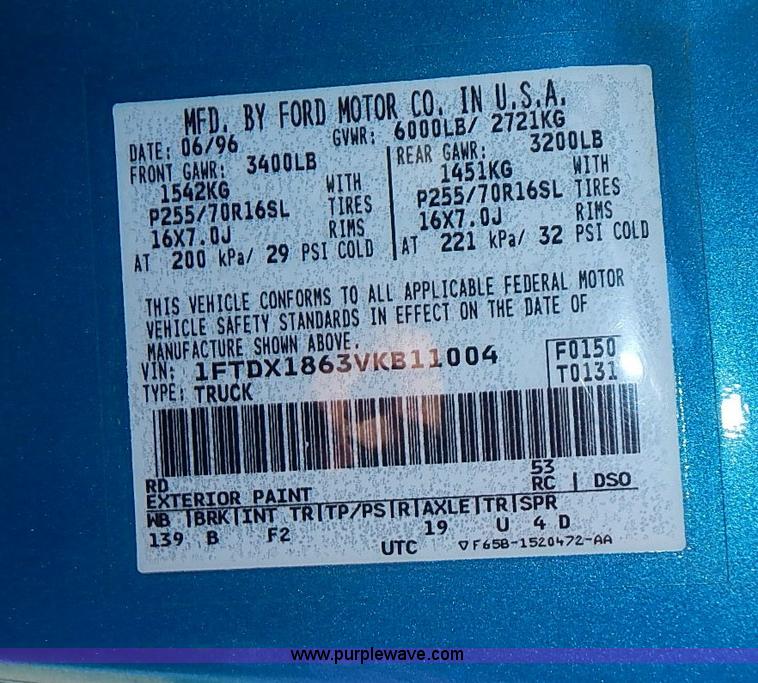 MFD. BY FORD MOTOR CO. IN U.S.A.
DATE: 06/96 GVWR: 6000LB/ 2721KG
FRONT GAWR: 3400LB REAR GAWR: 3200LB
1542KG WITH 1451KG WITH
P255/70R16SL TIRES P255/70R16SL TIRES
16X7.0J RIMS 16X7.0J RIMS
AT 200 kPa/ 29 PSI COLD AT 221 kPa/ 32 PSI COLD
THIS VEHICLE CONFORMS TO ALL APPLICABLE FEDERAL MOTOR
VEHICLE SAFETY STANDARDS IN EFFECT ON THE DATE OF
MANUFACTURE SHOWN ABOVE.
VIN: 1FTDX1863VKB11004 F0150
TYPE: TRUCK T0131
RD 53
EXTERIOR PAINT RC | DSO
WB |BRK|INT TR|TP/PS|R|AXLE|TR|SPR
139 B F2 19 U 4 D
UTC ▽F65B-1520472-AA
www.purplewave.com